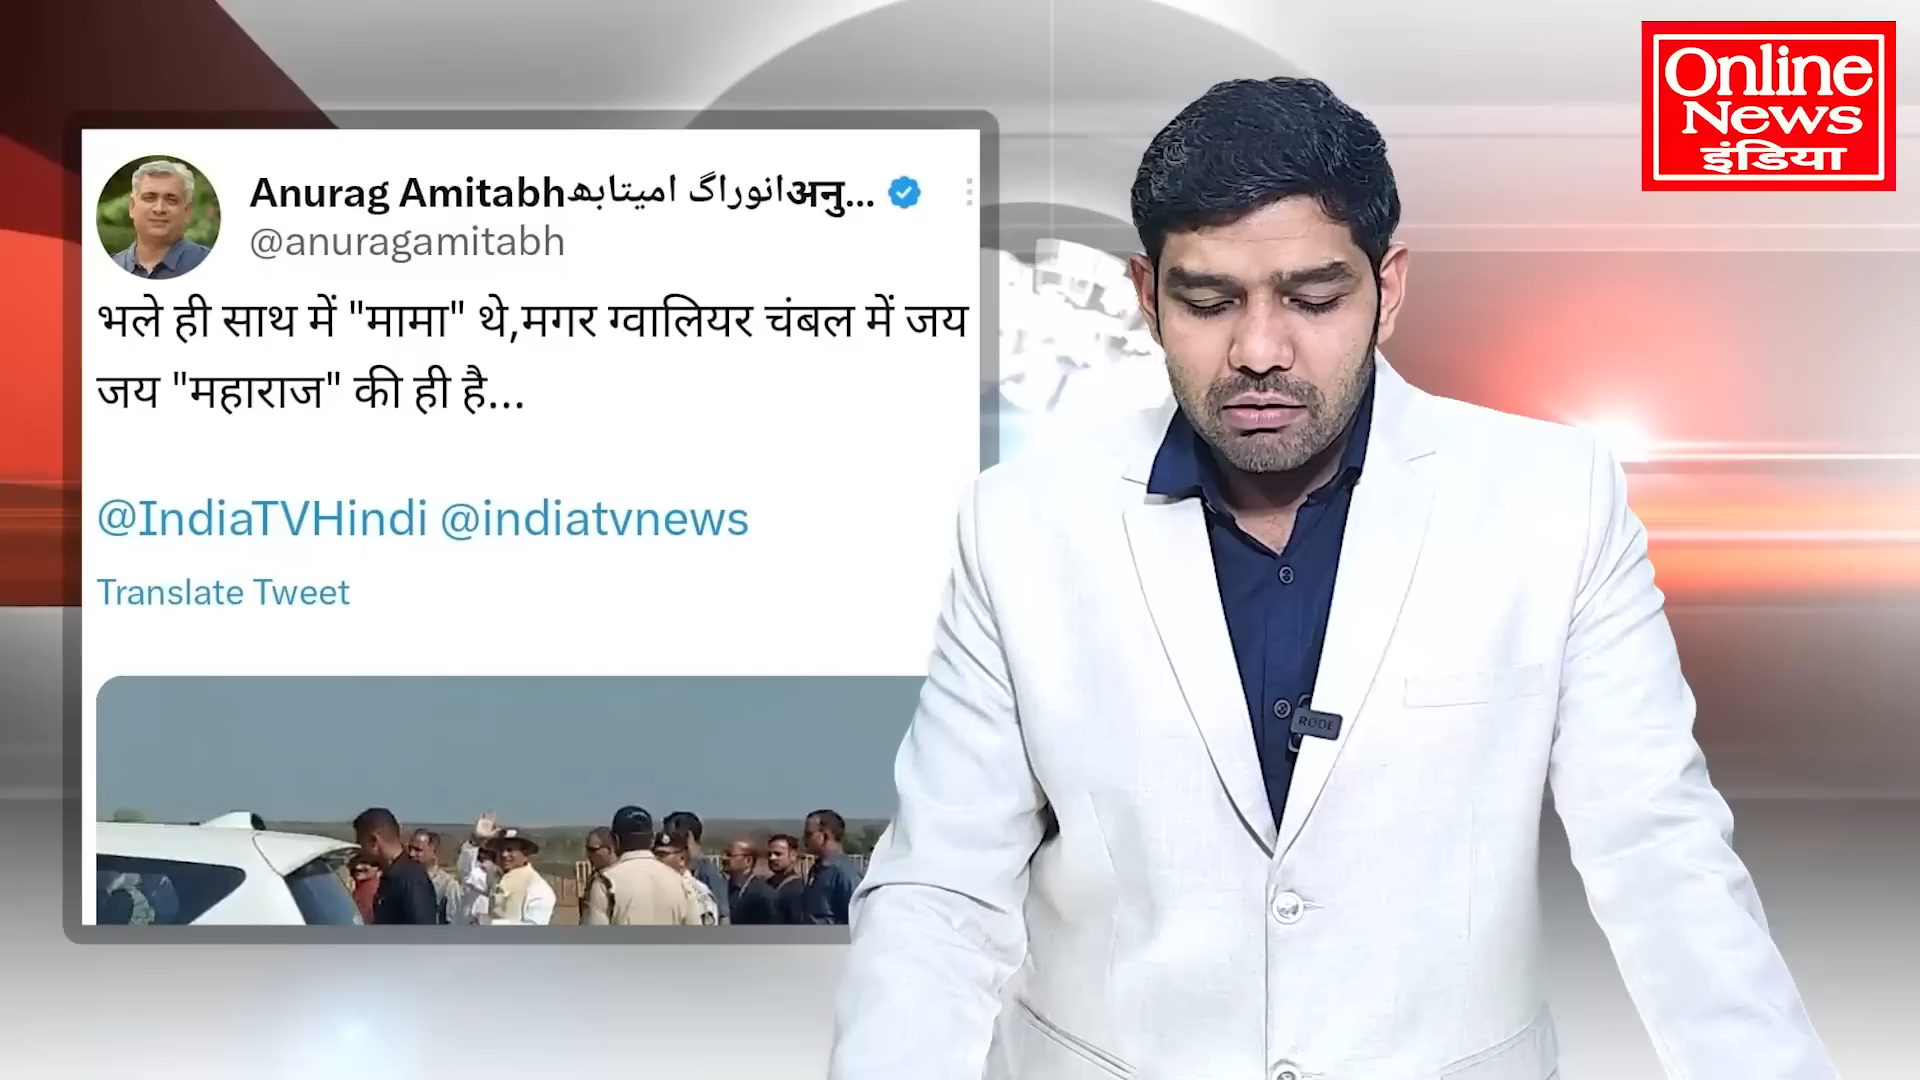 Online
News
इंडिया
Anurag Amitabhانوراگ امیتابھअनु...
@anuragamitabh
भले ही साथ में "मामा" थे,मगर ग्वालियर चंबल में जय
जय "महाराज" की ही है...
@IndiaTVHindi @indiatvnews
Translate Tweet
RODE